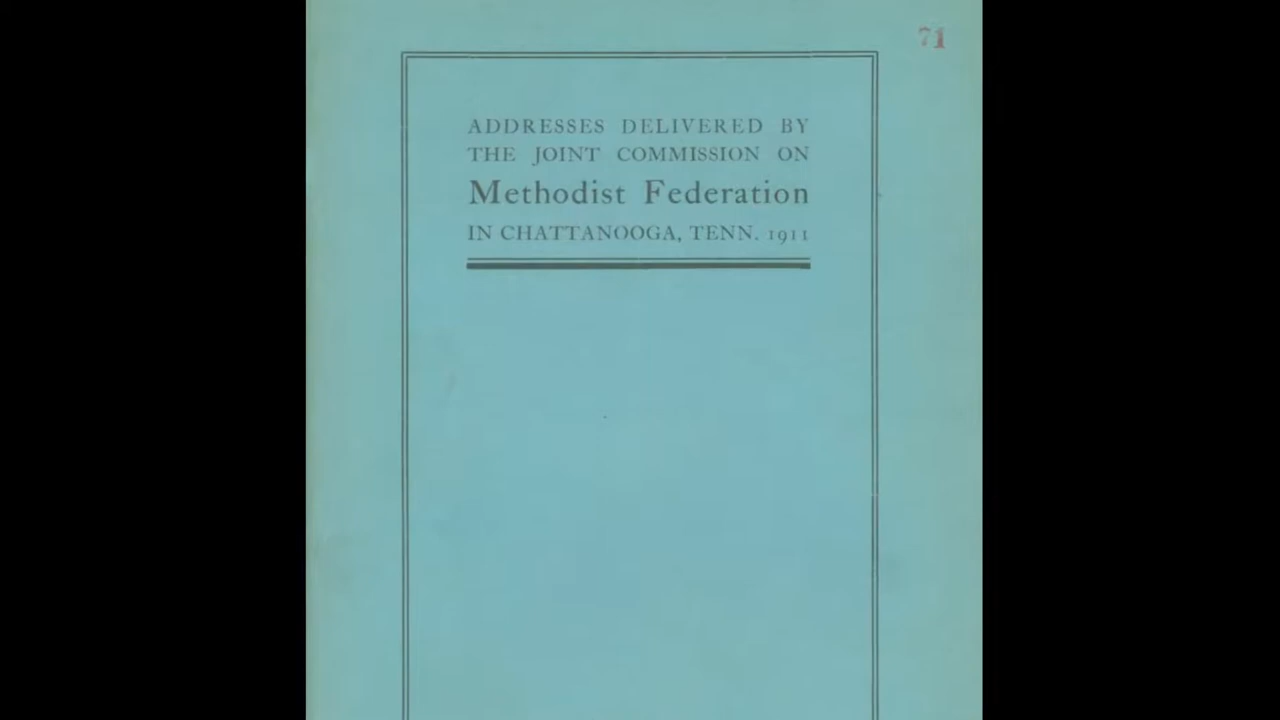 71
ADDRESSES DELIVERED BY
THE JOINT COMMISSION ON
Methodist Federation
IN CHATTANOOGA, TENN. 1911